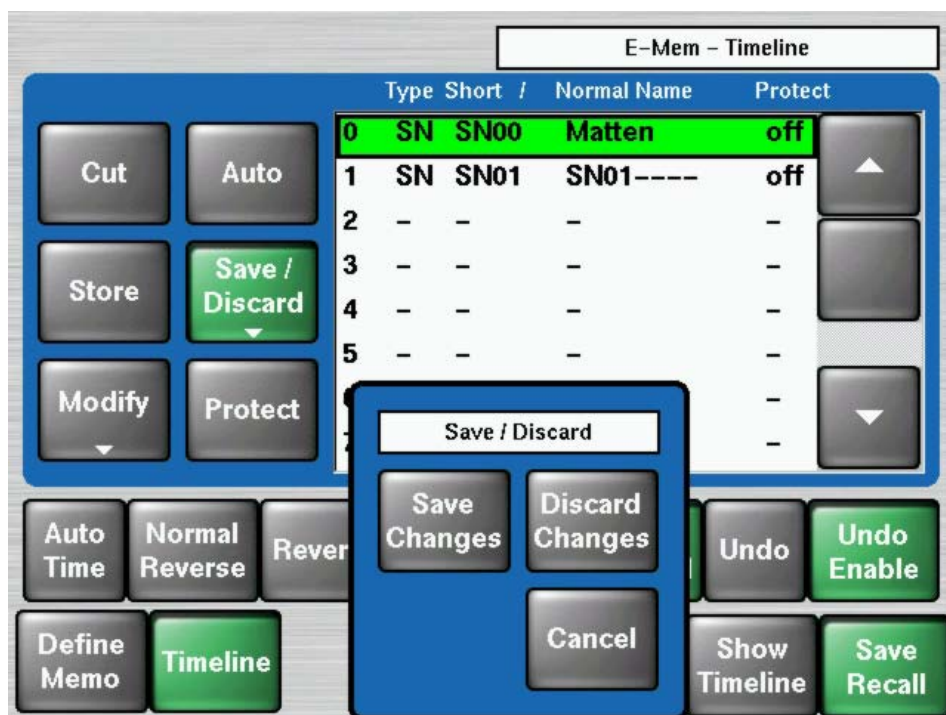 E-Mem - Timeline
Type Short / Normal Name Protect
0 SN SN00 Matten off
1 SN SN01 SN01---- off
2 - - - -
3 - - - -
4 - - - -
5 - - - -
-
-
Cut Auto
Store
Save /
Discard
Modify
Protect
Save / Discard
Save
Changes
Discard
Changes
Cancel
Auto
Time
Normal
Reverse
Undo
Undo
Enable
Define
Memo
Timeline
Show
Timeline
Save
Recall